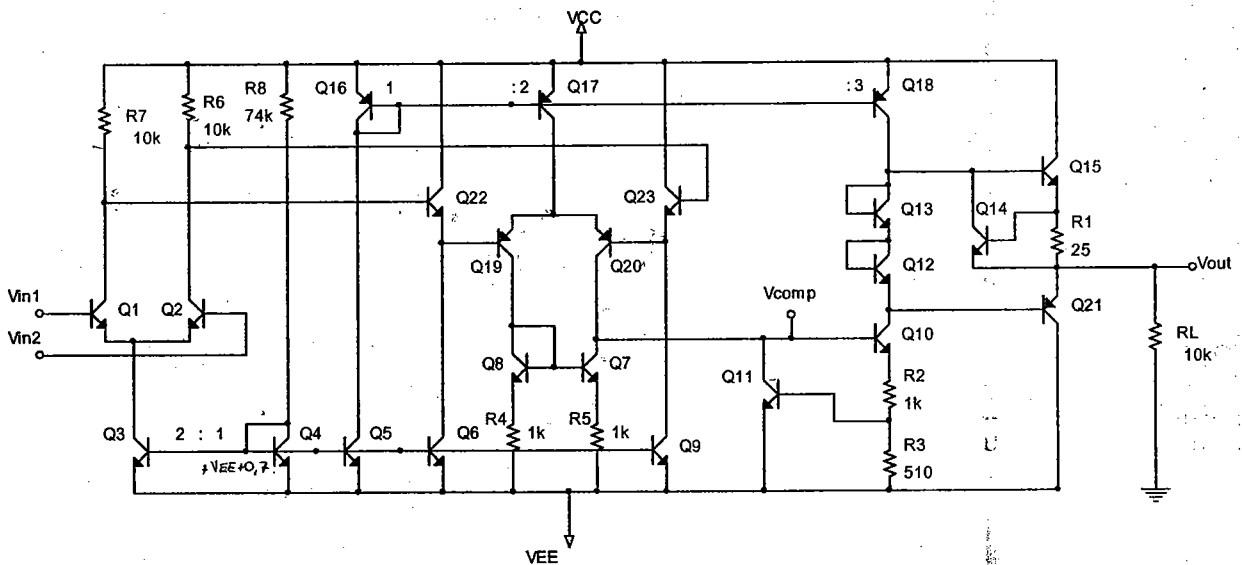 VCC
R7
10k
R6
10k
R8
74k
Q16
1
: 2
Q17
: 3
Q18
Q22
Q23
Q15
Q13
Q14
R1
25
Q19
Q20
Q12
Vout
Vin1
Q1
Q2
Vin2
Vcomp
Q10
Q21
RL
10k
Q8
Q7
Q11
R2
1k
R4
1k
R5
1k
Q3
2 : 1
Q4
Q5
Q6
Q9
R3
510
VEE+0,7
VEE